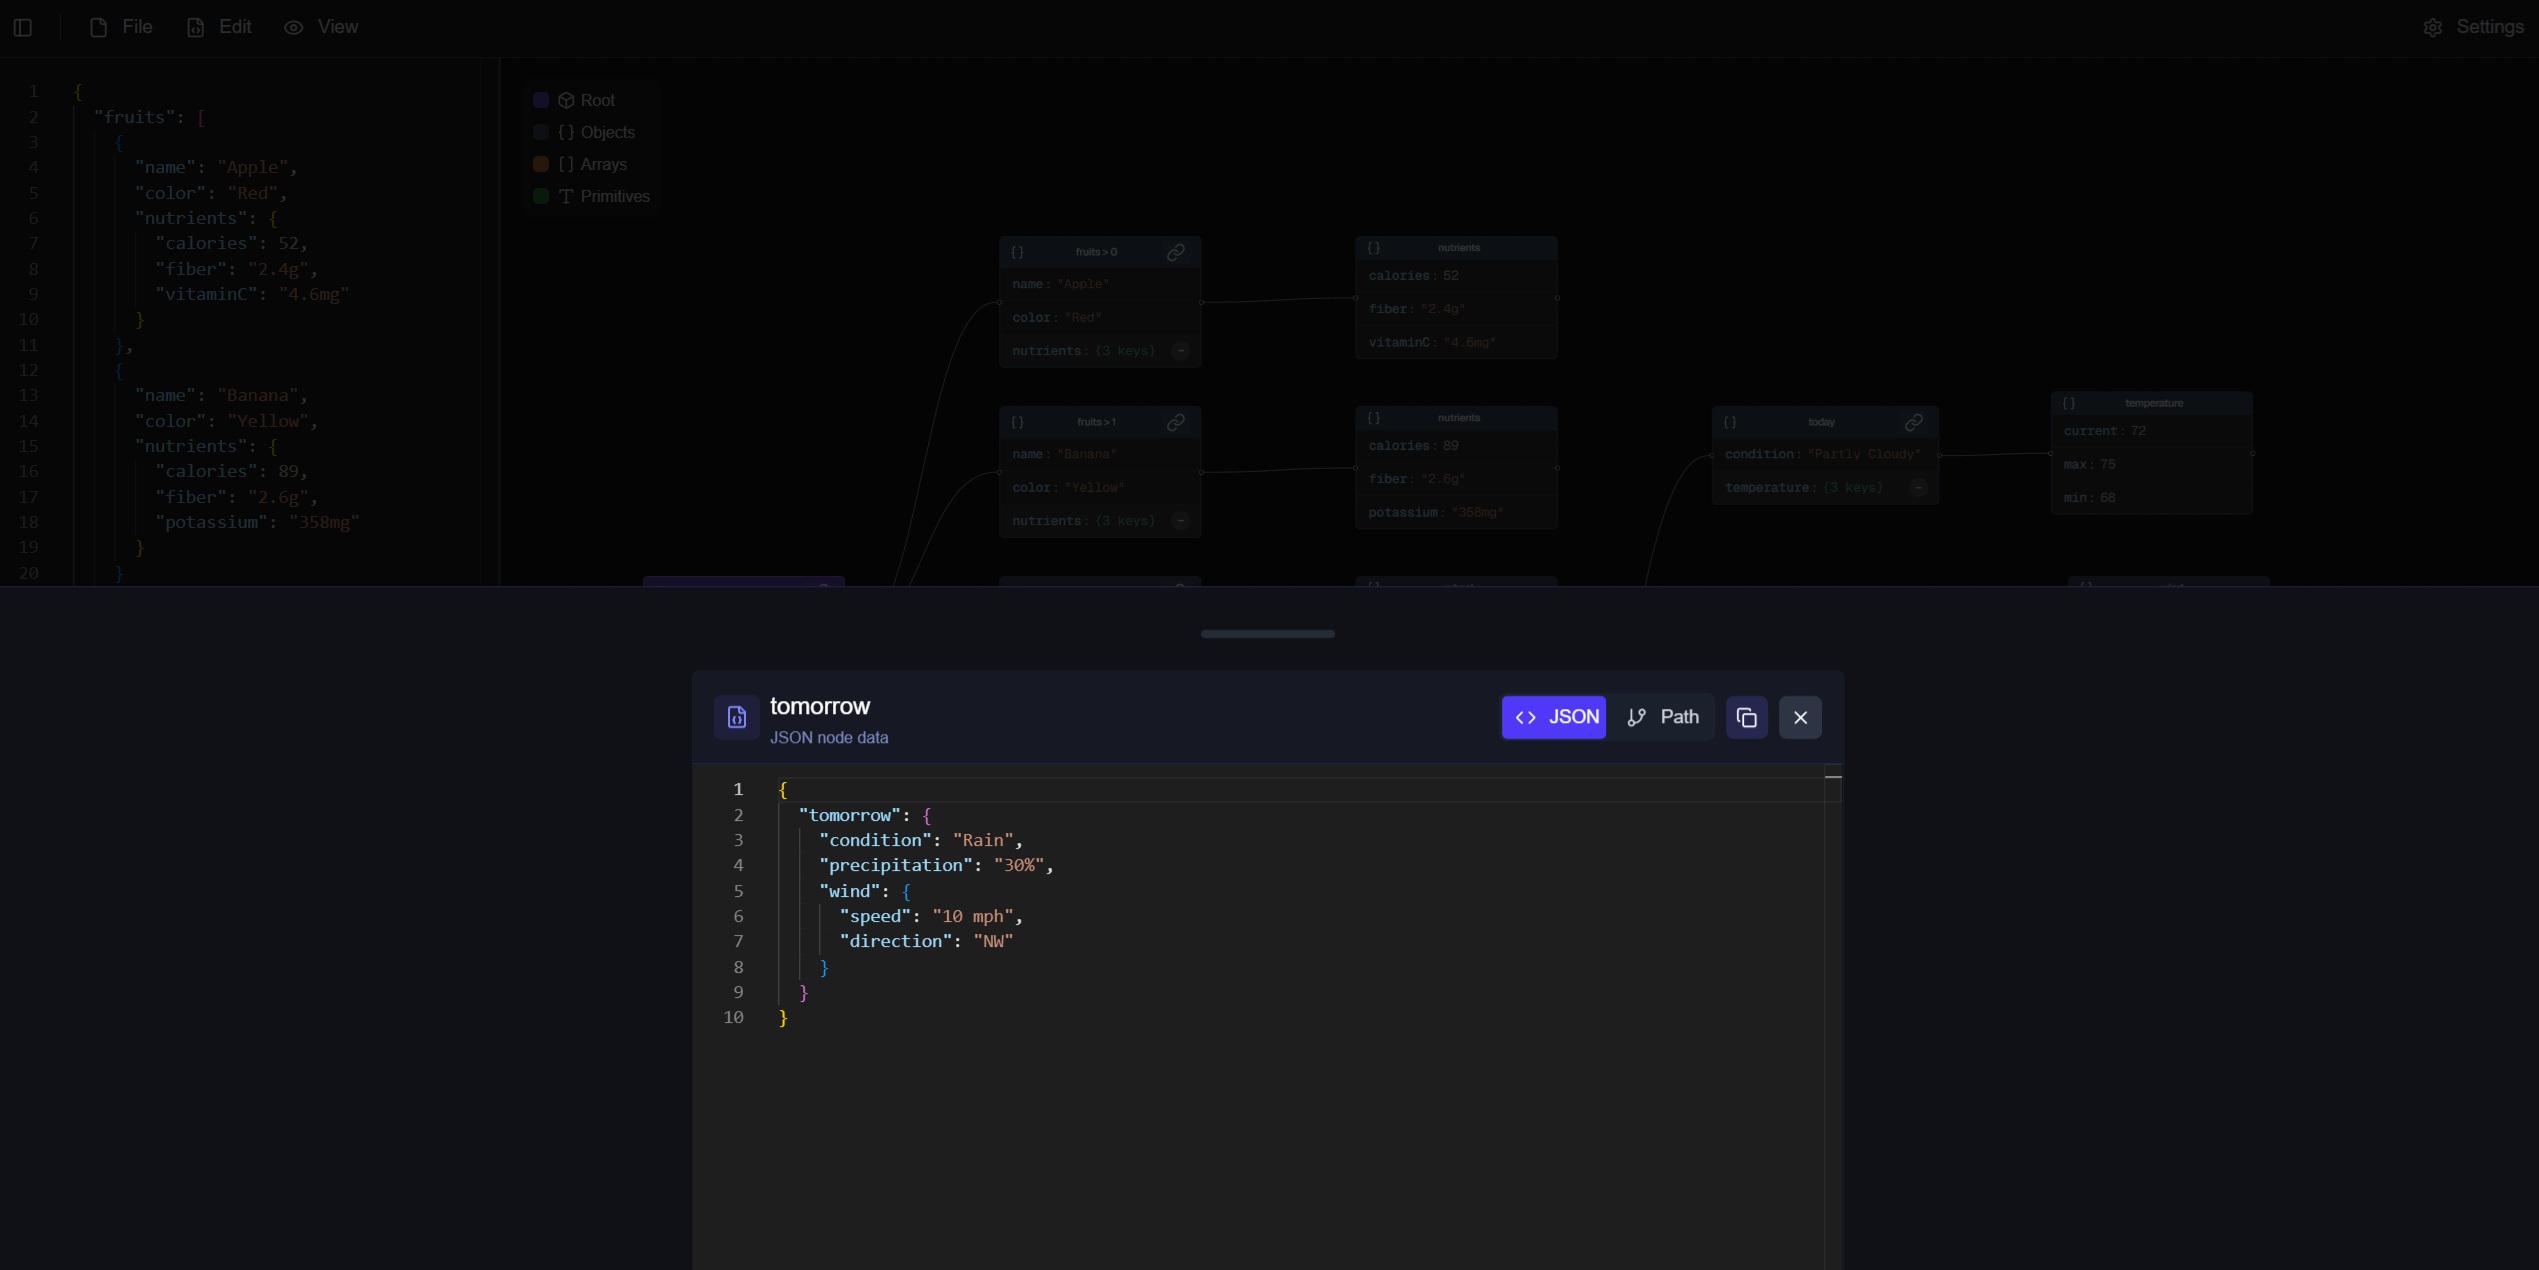 File Edit View Settings
1 {
2 "fruits": [
3 {
4 "name": "Apple",
5 "color": "Red",
6 "nutrients": {
7 "calories": 52,
8 "fiber": "2.4g",
9 "vitaminC": "4.6mg"
10 }
11 },
12 {
13 "name": "Banana",
14 "color": "Yellow",
15 "nutrients": {
16 "calories": 89,
17 "fiber": "2.6g",
18 "potassium": "358mg"
19 }
20 }
Root
{} Objects
[] Arrays
T Primitives
{} fruits > 0
name: "Apple"
color: "Red"
nutrients: {3 keys} -
{} nutrients
calories: 52
fiber: "2.4g"
vitaminC: "4.6mg"
{} fruits > 1
name: "Banana"
color: "Yellow"
nutrients: {3 keys} -
{} nutrients
calories: 89
fiber: "2.6g"
potassium: "358mg"
{} today
condition: "Partly Cloudy"
temperature: {3 keys} -
{} temperature
current: 72
max: 75
min: 68
tomorrow
JSON node data
JSON Path
1 {
2 "tomorrow": {
3 "condition": "Rain",
4 "precipitation": "30%",
5 "wind": {
6 "speed": "10 mph",
7 "direction": "NW"
8 }
9 }
10 }